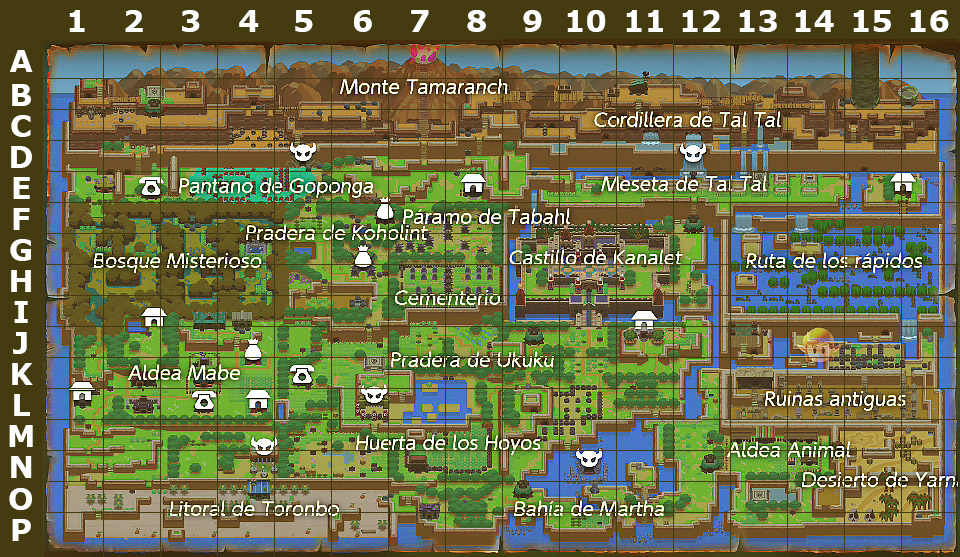 1 2 3 4 5 6 7 8 9 10 11 12 13 14 15 16
A
B
Monte Tamaranch
C
Cordillera de Tal Tal
D
E
Pantano de Goponga
Meseta de Tal Tal
F
Páramo de Tabahl
Pradera de Koholint
G
Bosque Misterioso
Castillo de Kanalet
Ruta de los rápidos
H
Cementerio
I
J
Pradera de Ukuku
K
Aldea Mabe
L
Ruinas antiguas
M
Huerta de los Hoyos
Aldea Animal
N
Desierto de Yarn
O
Litoral de Toronbo
Bahía de Martha
P